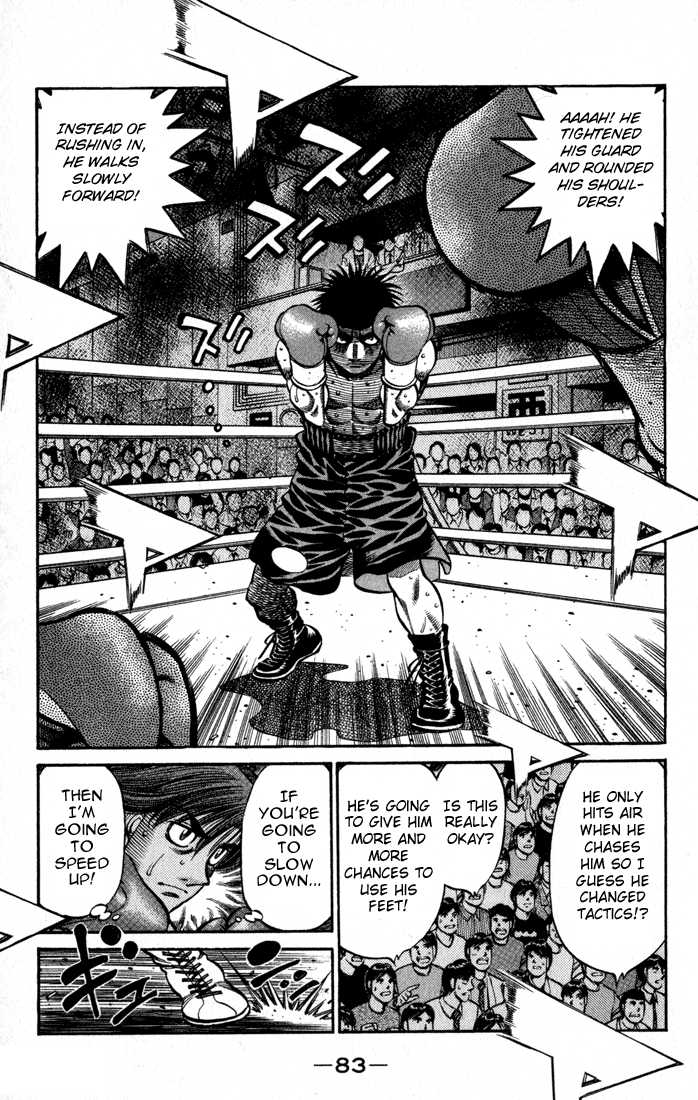 AAAAH! HE
TIGHTENED
HIS GUARD
AND ROUNDED
HIS SHOUL-
DERS!
INSTEAD OF
RUSHING IN,
HE WALKS
SLOWLY
FORWARD!
ズ
ズ
ズ
HE ONLY
HITS AIR
WHEN HE
CHASES
HIM SO I
GUESS HE
CHANGED
TACTICS!?
IS THIS
REALLY
OKAY?
HE'S GOING
TO GIVE HIM
MORE AND
MORE
CHANCES TO
USE HIS
FEET!
IF
YOU'RE
GOING
TO
SLOW
DOWN...
THEN
I'M
GOING
TO
SPEED
UP!
ギュ
ン
—83—